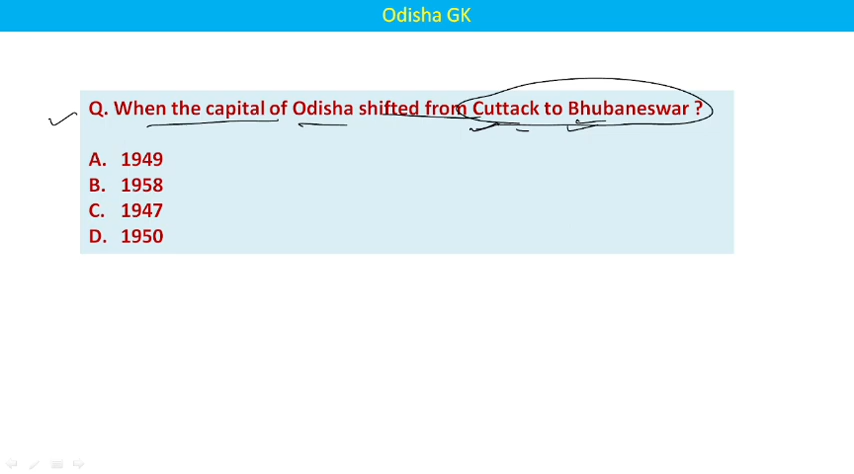 Odisha GK
Q. When the capital of Odisha shifted from Cuttack to Bhubaneswar ?
A. 1949
B. 1958
C. 1947
D. 1950